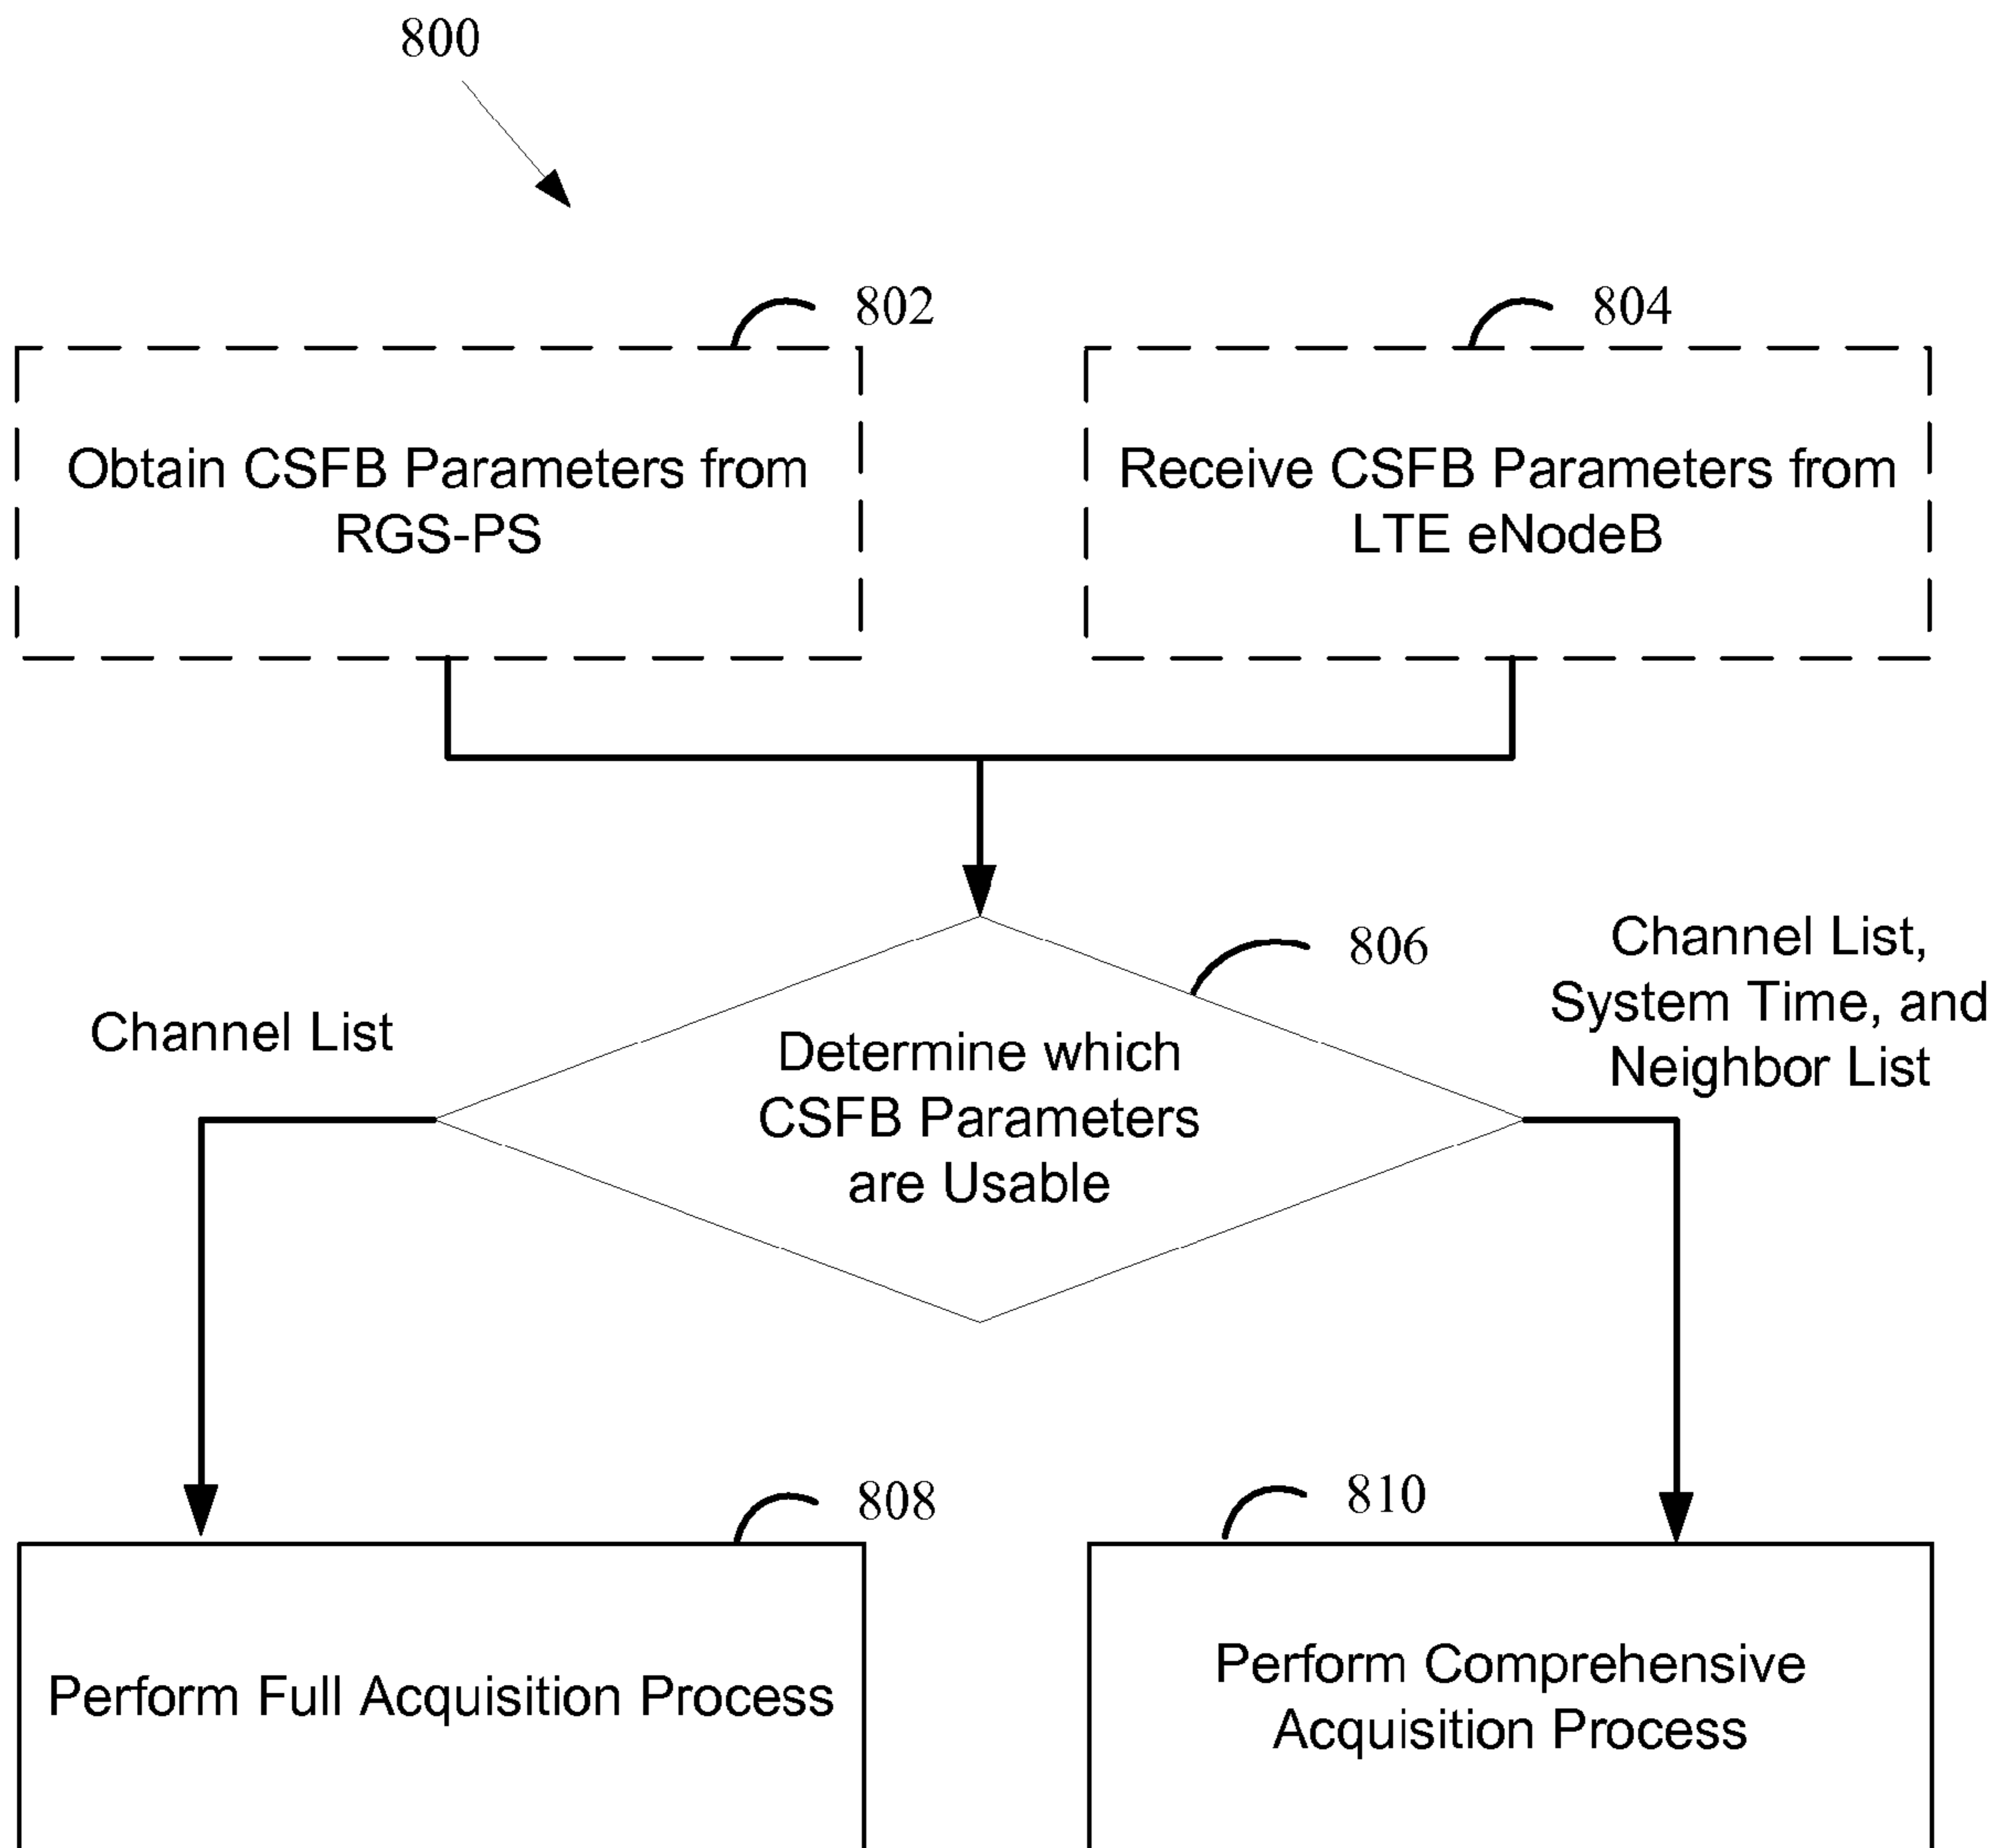 800
802
804
Obtain CSFB Parameters from
RGS-PS
Receive CSFB Parameters from
LTE eNodeB
806
Channel List,
System Time, and
Neighbor List
Channel List
Determine which
CSFB Parameters
are Usable
808
810
Perform Full Acquisition Process
Perform Comprehensive
Acquisition Process